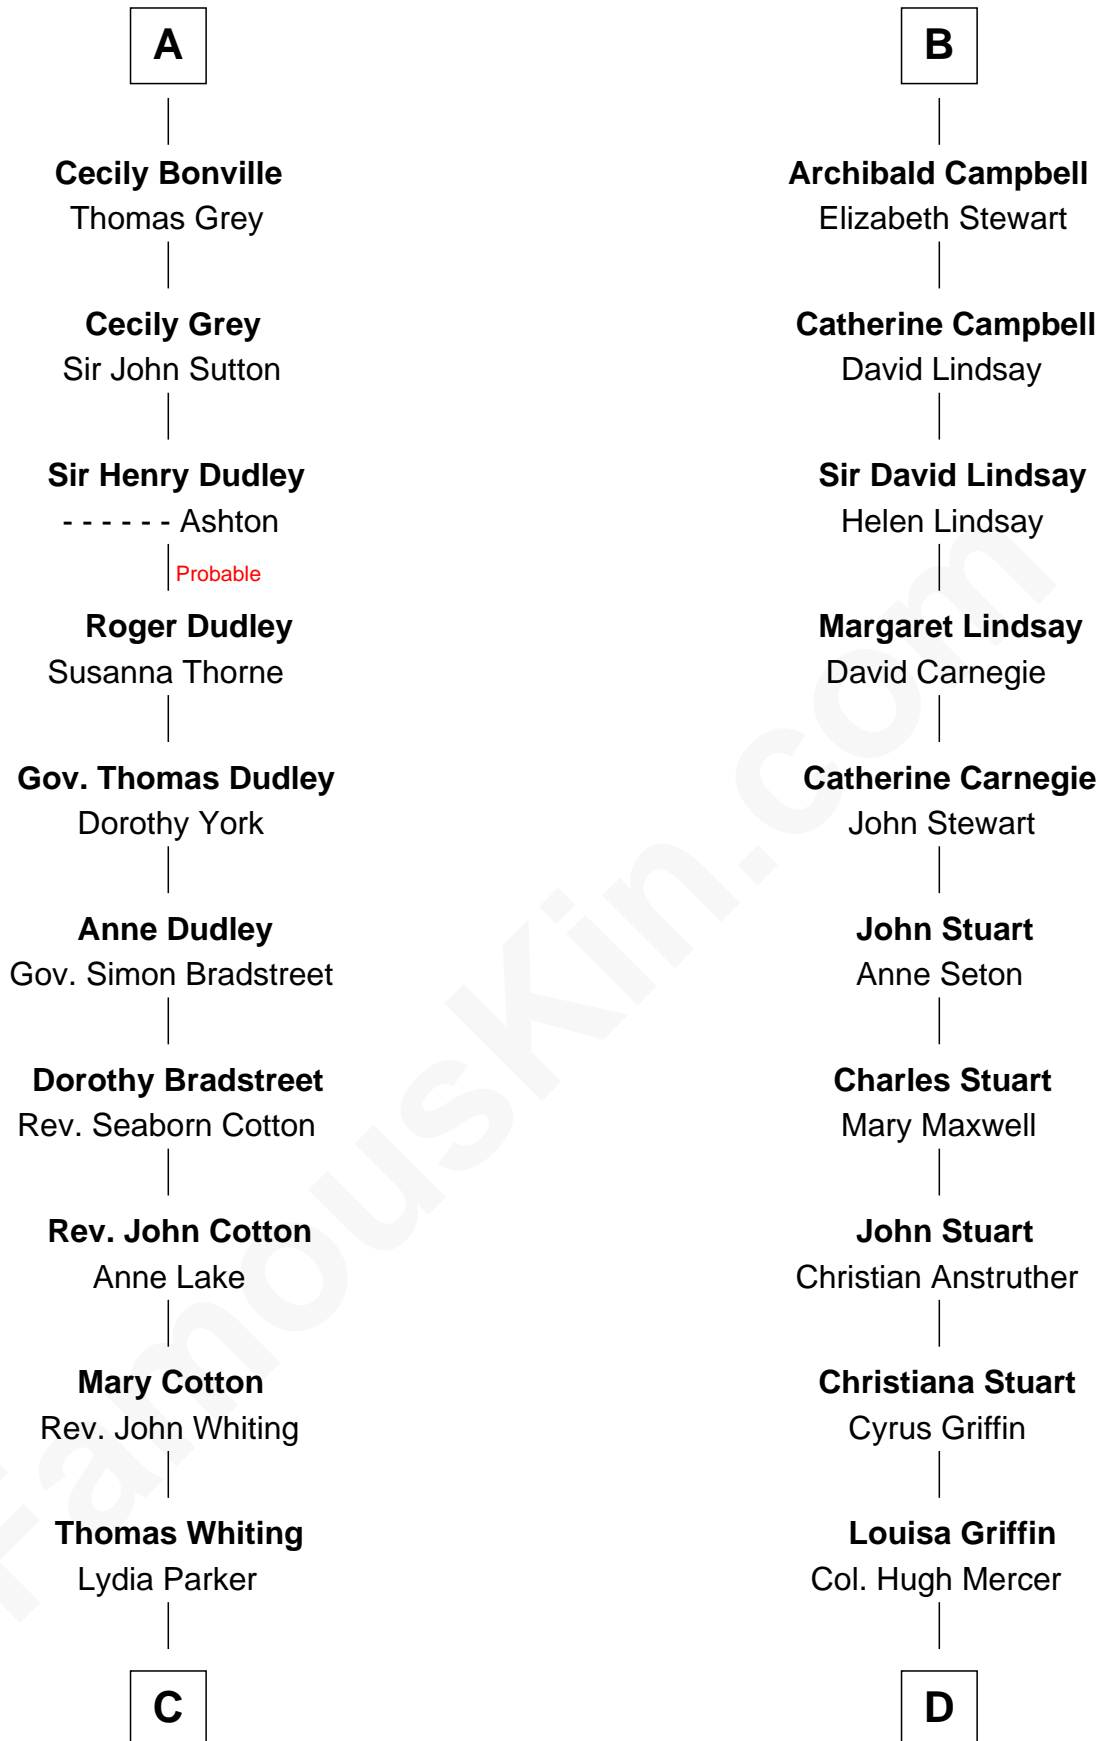 A
Cecily Bonville
Thomas Grey
Cecily Grey
Sir John Sutton
Sir Henry Dudley
- - - - - - Ashton
Probable
Roger Dudley
Susanna Thorne
Gov. Thomas Dudley
Dorothy York
Anne Dudley
Gov. Simon Bradstreet
Dorothy Bradstreet
Rev. Seaborn Cotton
Rev. John Cotton
Anne Lake
Mary Cotton
Rev. John Whiting
Thomas Whiting
Lydia Parker
C
B
Archibald Campbell
Elizabeth Stewart
Catherine Campbell
David Lindsay
Sir David Lindsay
Helen Lindsay
Margaret Lindsay
David Carnegie
Catherine Carnegie
John Stewart
John Stuart
Anne Seton
Charles Stuart
Mary Maxwell
John Stuart
Christian Anstruther
Christiana Stuart
Cyrus Griffin
Louisa Griffin
Col. Hugh Mercer
D
FamousKin.com